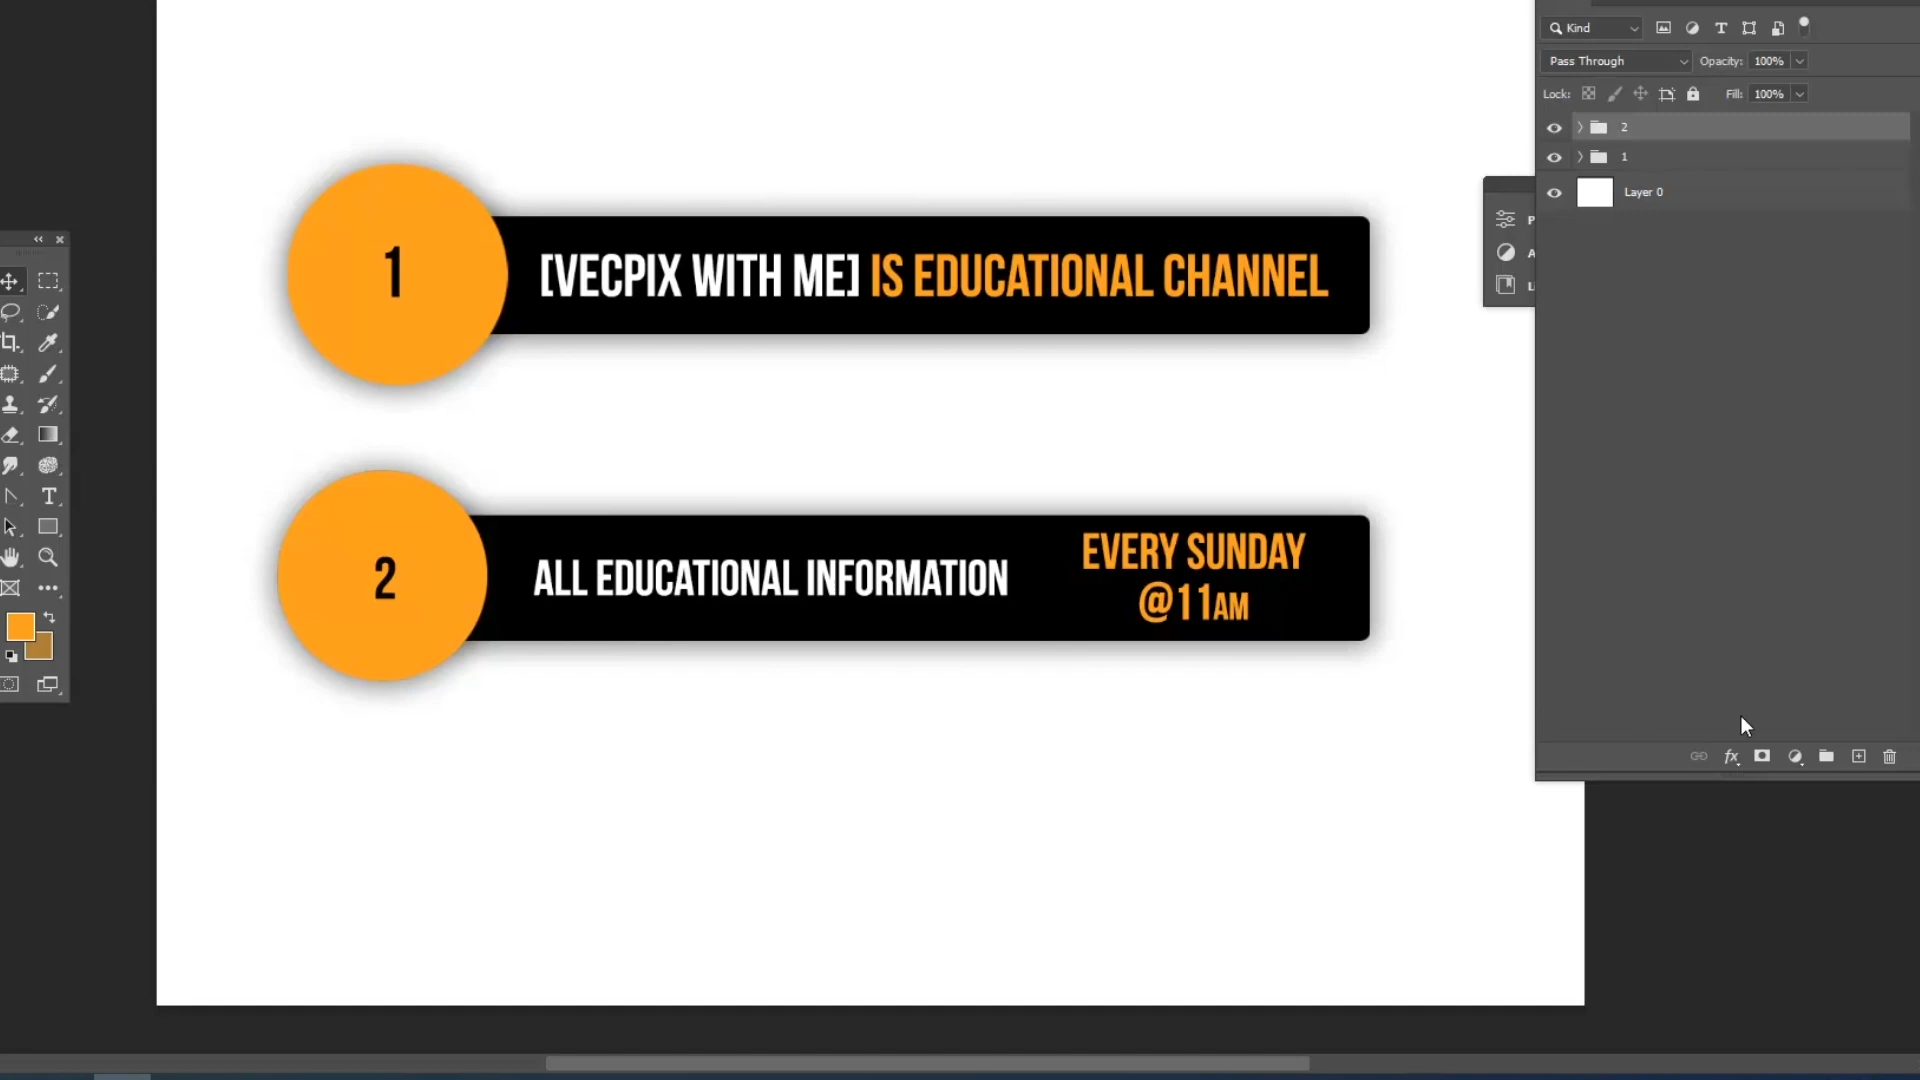 Kind
Pass Through
Opacity: 100%
Lock:
Fill: 100%
2
1
Layer 0
1
[VECPIX WITH ME] IS EDUCATIONAL CHANNEL
2
ALL EDUCATIONAL INFORMATION
EVERY SUNDAY
@11AM